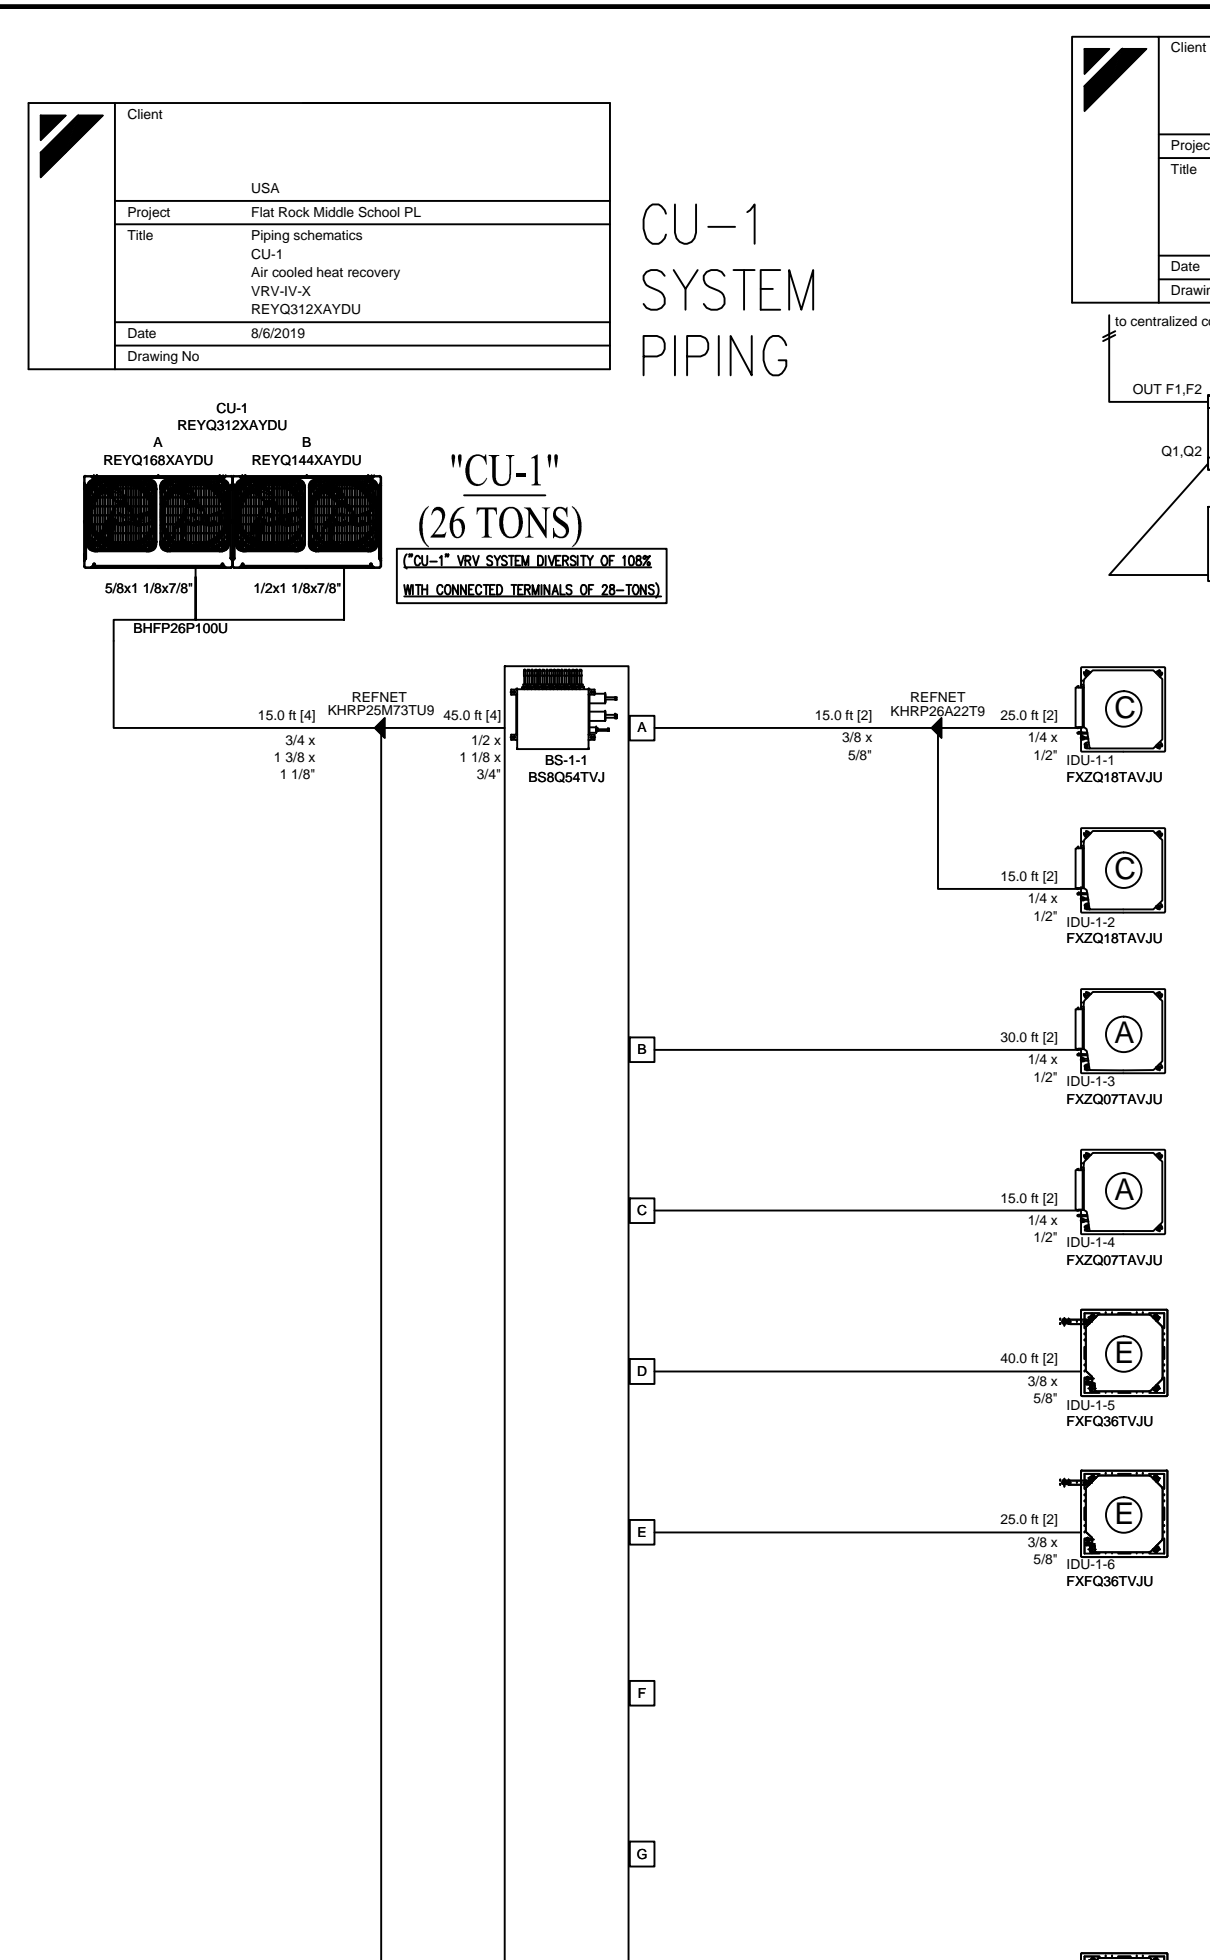 Client
USA
Project Flat Rock Middle School PL
Title Piping schematics
CU-1
Air cooled heat recovery
VRV-IV-X
REYQ312XAYDU
Date 8/6/2019
Drawing No
CU-1
SYSTEM
PIPING
Client
Title
Date
to centralized
OUT F1,F2
Q1,Q2
CU-1
REYQ312XAYDU
A B
REYQ168XAYDU REYQ144XAYDU
"CU-1"
(26 TONS)
("CU-1" VRV SYSTEM DIVERSITY OF 108%
WITH CONNECTED TERMINALS OF 28-TONS)
5/8x1 1/8x7/8" 1/2x1 1/8x7/8"
BHFP26P100U
REFNET
KHRP25M73TU9
15.0 ft [4]
3/4 x
1 3/8 x
1 1/8"
45.0 ft [4]
1/2 x
1 1/8 x
3/4"
BS-1-1
BS8Q54TVJ
A
15.0 ft [2]
3/8 x
5/8"
REFNET
KHRP26A22T9
25.0 ft [2]
1/4 x
1/2"
C
IDU-1-1
FXZQ18TAVJU
15.0 ft [2]
1/4 x
1/2"
C
IDU-1-2
FXZQ18TAVJU
B
30.0 ft [2]
1/4 x
1/2"
A
IDU-1-3
FXZQ07TAVJU
C
15.0 ft [2]
1/4 x
1/2"
A
IDU-1-4
FXZQ07TAVJU
D
40.0 ft [2]
3/8 x
5/8"
E
IDU-1-5
FXFQ36TVJU
E
25.0 ft [2]
3/8 x
5/8"
E
IDU-1-6
FXFQ36TVJU
F
G